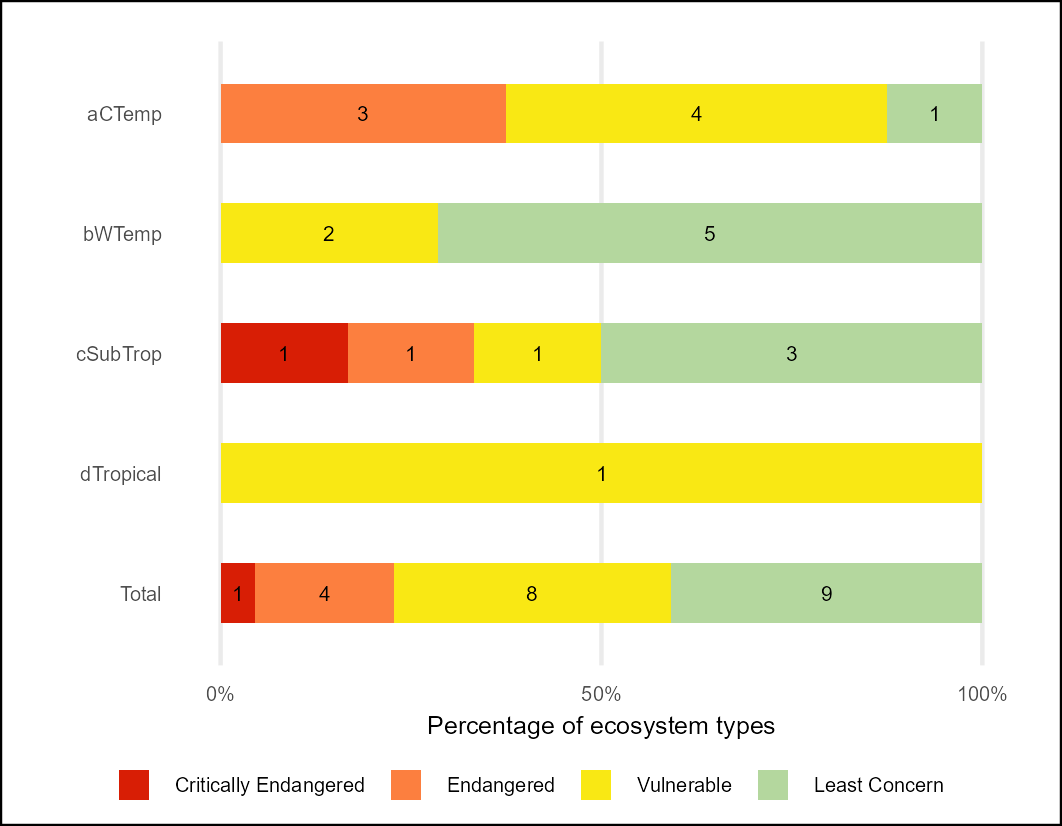 aCTemp 3 4 1
bWTemp 2 5
cSubTrop 1 1 1 3
dTropical 1
Total 1 4 8 9
0% 50% 100%
Percentage of ecosystem types
Critically Endangered Endangered Vulnerable Least Concern